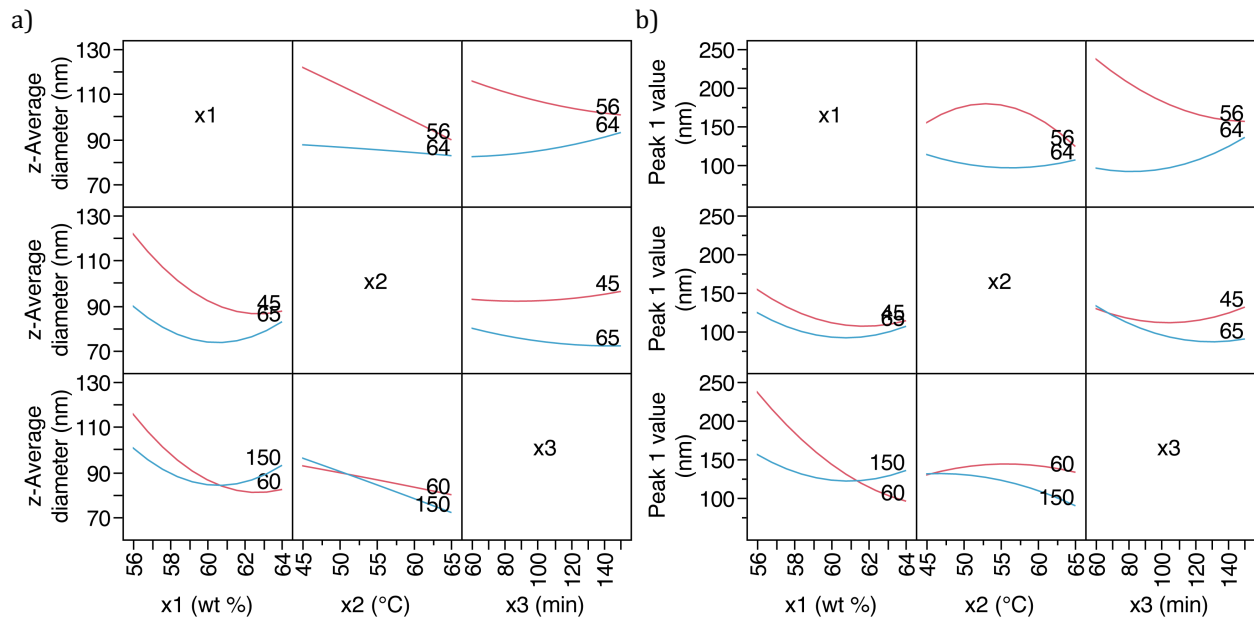 a)
b)
z-Average
diameter (nm)
130
110
90
70
x1
56
64
56
64
z-Average
diameter (nm)
130
110
90
70
45
65
x2
45
65
z-Average
diameter (nm)
130
110
90
70
150
60
60
150
x3
56 58 60 62 64
45 50 55 60 65
60 80 100 120 140
x1 (wt %)
x2 (°C)
x3 (min)
Peak 1 value
(nm)
250
200
150
100
x1
56
64
56
64
Peak 1 value
(nm)
250
200
150
100
45
65
x2
45
65
Peak 1 value
(nm)
250
200
150
100
150
60
60
150
x3
56 58 60 62 64
45 50 55 60 65
60 80 100 120 140
x1 (wt %)
x2 (°C)
x3 (min)